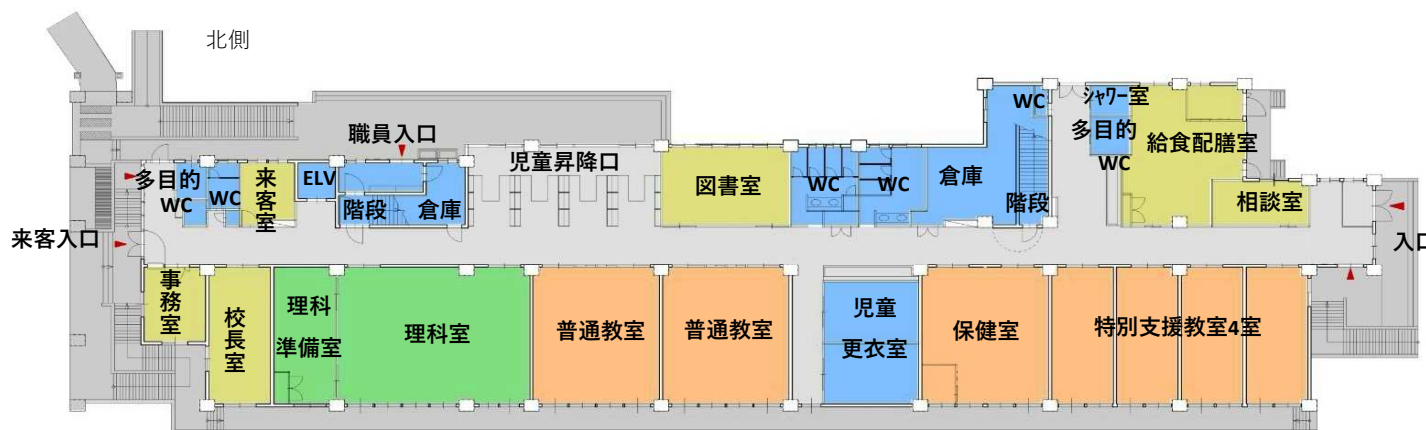 北側
職員入口
児童昇降口
WC
シャワー室
多目的
WC
給食配膳室
多目的
WC
WC
来客室
ELV
階段
倉庫
図書室
WC
WC
倉庫
階段
相談室
来客入口
入口
事務室
校長室
理科
準備室
理科室
普通教室
普通教室
児童
更衣室
保健室
特別支援教室4室